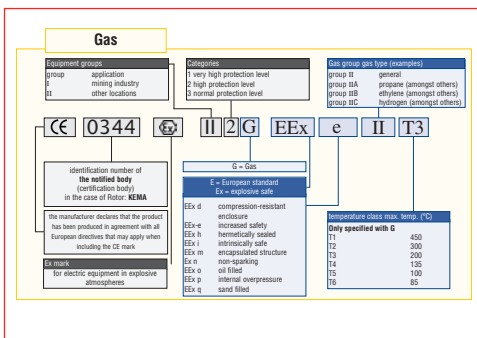 Gas
Equipment groups
group application
I mining industry
II other locations
Categories
1 very high protection level
2 high protection level
3 normal protection level
Gas group gas type (examples)
group II general
group IIA propane (amongst others)
group IIB ethylene (amongst others)
group IIC hydrogen (amongst others)
CE 0344 Ex II 2 G EEx e II T3
identification number of
the notified body
(certification body)
in the case of Rotor: KEMA
the manufacturer declares that the product
has been produced in agreement with all
European directives that may apply when
including the CE mark
Ex mark
for electric equipment in explosive
atmospheres
G = Gas
E = European standard
Ex = explosive safe
EEx d compression-resistant
enclosure
EEx-e increased safety
EEx h hermetically sealed
EEx i intrinsically safe
EEx m encapsulated structure
Ex n non-sparking
EEx o oil filled
EEx p internal overpressure
EEx q sand filled
temperature class max. temp. (°C)
Only specified with G
T1 450
T2 300
T3 200
T4 135
T5 100
T6 85